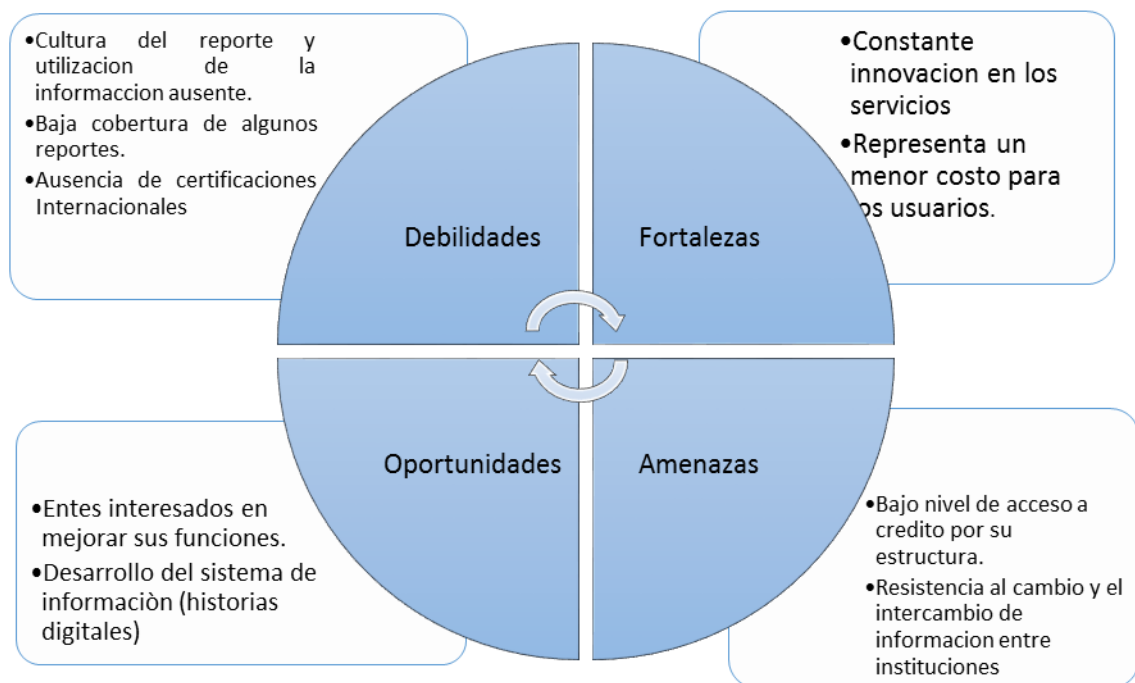 •Cultura del reporte y
utilizacion de la
informaccion ausente.
•Baja cobertura de algunos
reportes.
•Ausencia de certificaciones
Internacionales
Debilidades
•Constante
innovacion en los
servicios
•Representa un
menor costo para
os usuarios.
Fortalezas
Oportunidades
•Entes interesados en
mejorar sus funciones.
•Desarrollo del sistema de
informaciòn (historias
digitales)
Amenazas
•Bajo nivel de acceso a
credito por su
estructura.
•Resistencia al cambio y el
intercambio de
informacion entre
instituciones